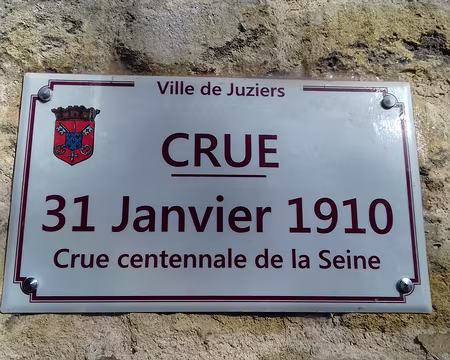 Ville de Juziers
CRUE
31 Janvier 1910
Crue centennale de la Seine